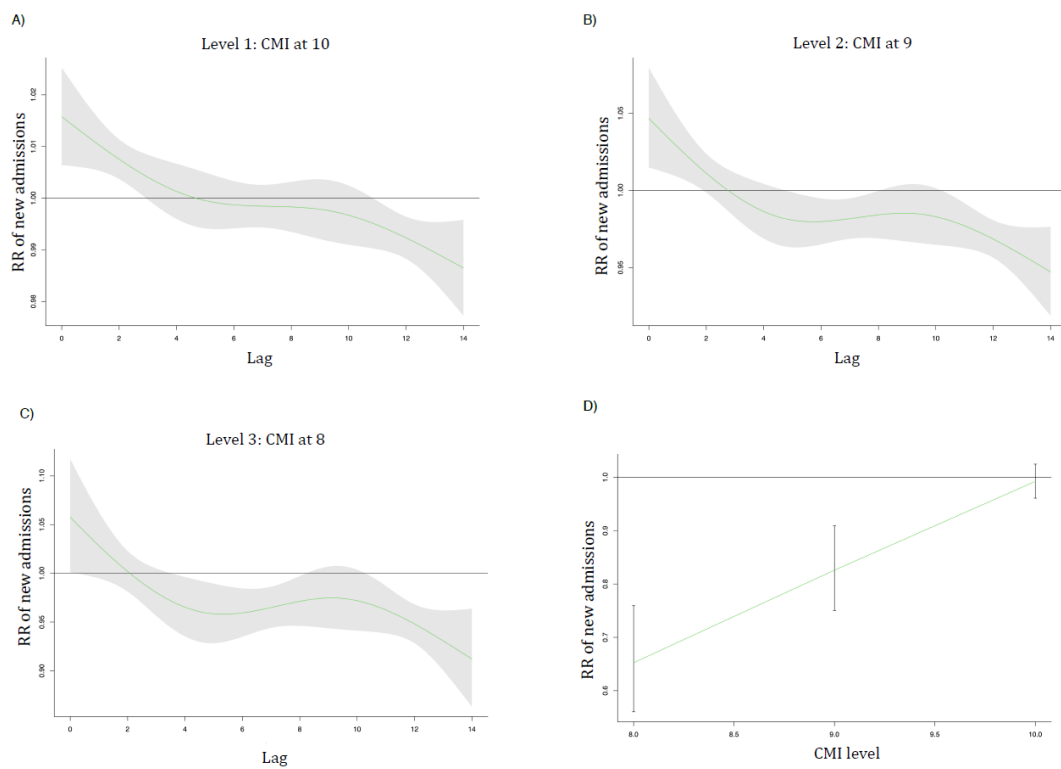 A)
Level 1: CMI at 10
RR of new admissions
1.02
1.01
1.00
0.99
0.98
0 2 4 6 8 10 12 14
Lag
B)
Level 2: CMI at 9
RR of new admissions
1.05
1.00
0.95
0 2 4 6 8 10 12 14
Lag
C)
Level 3: CMI at 8
RR of new admissions
1.10
1.05
1.00
0.95
0.90
0 2 4 6 8 10 12 14
Lag
D)
RR of new admissions
1.0
0.9
0.8
0.7
0.6
8.0 8.5 9.0 9.5 10.0
CMI level